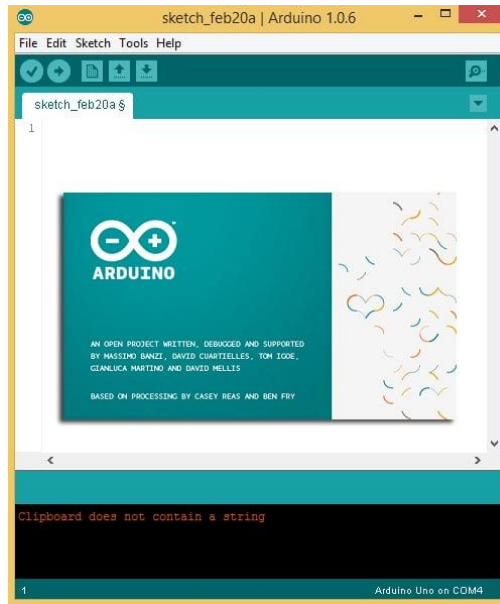 sketch_feb20a | Arduino 1.0.6
File Edit Sketch Tools Help
sketch_feb20a §
1
ARDUINO
AN OPEN PROJECT WRITTEN, DEBUGGED AND SUPPORTED
BY MASSIMO BANZI, DAVID CUARTIELLES, TOM IGOE,
GIANLUCA MARTINO AND DAVID MELLIS
BASED ON PROCESSING BY CASEY REAS AND BEN FRY
Clipboard does not contain a string
1 Arduino Uno on COM4